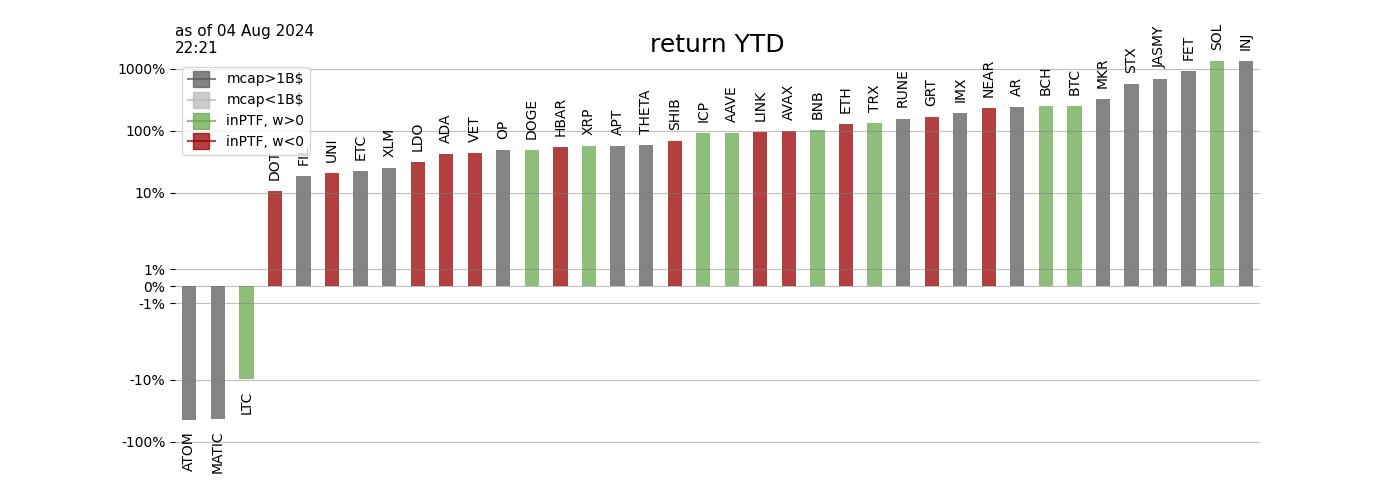 as of 04 Aug 2024
22:21
return YTD
1000%
100%
10%
1%
0%
-1%
-10%
-100%
mcap>1B$
mcap<1B$
inPTF, w>0
inPTF, w<0
ATOM
MATIC
LTC
DOT
UNI
ETC
XLM
LDO
ADA
VET
OP
DOGE
HBAR
XRP
APT
THETA
SHIB
ICP
AAVE
LINK
AVAX
BNB
ETH
TRX
RUNE
GRT
IMX
NEAR
AR
BCH
BTC
MKR
STX
JASMY
FET
SOL
INJ